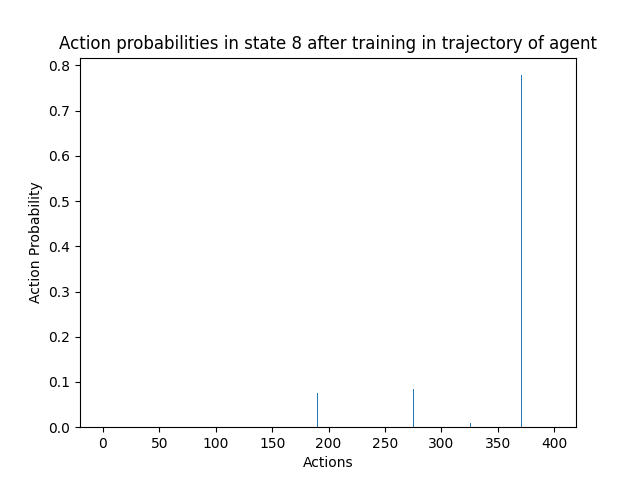 Action probabilities in state 8 after training in trajectory of agent
0.8
0.7
0.6
0.5
0.4
0.3
0.2
0.1
0.0
Action Probability
0 50 100 150 200 250 300 350 400
Actions